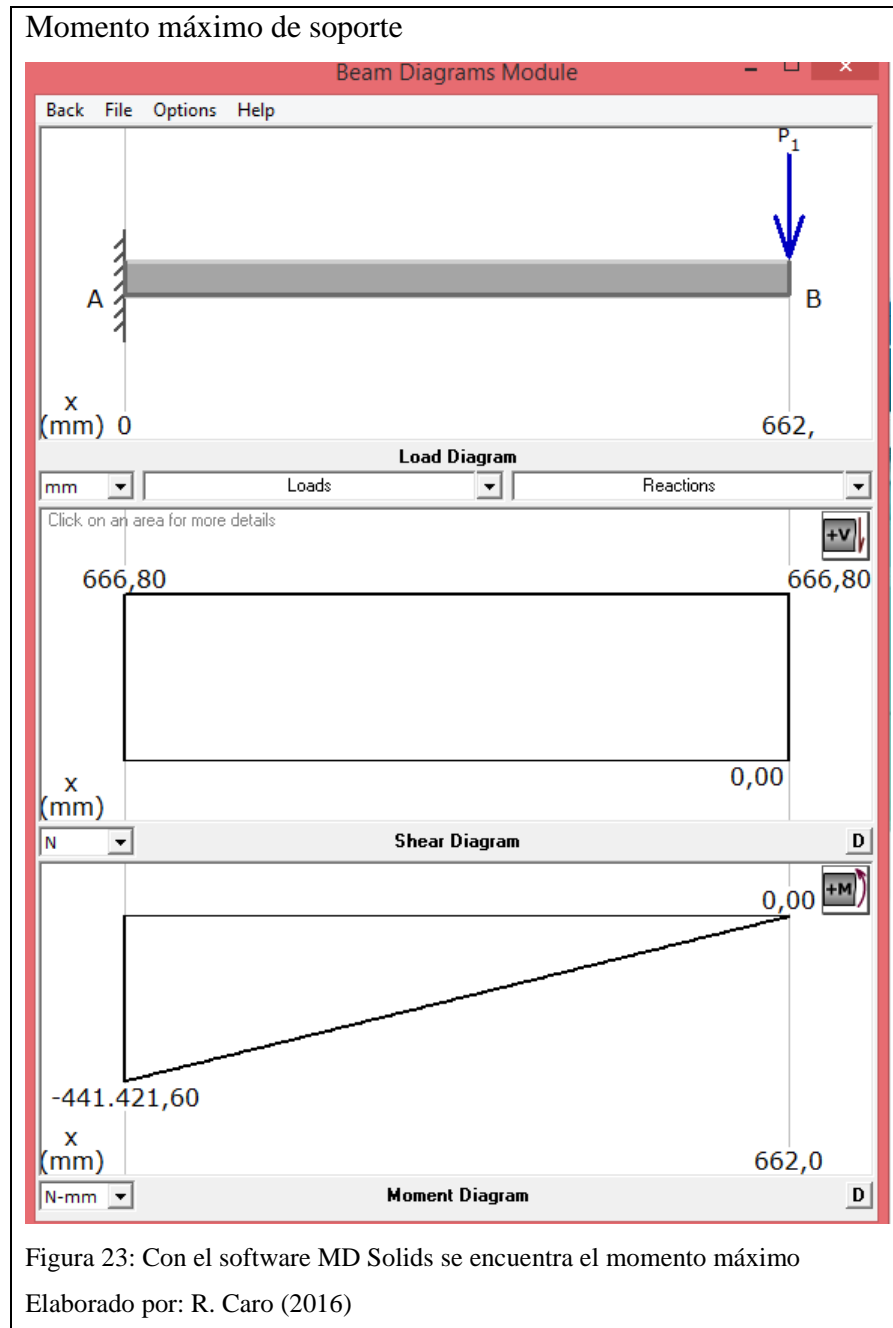 Momento máximo de soporte
Beam Diagrams Module
Back File Options Help
P1
A
B
x
(mm) 0
662,
Load Diagram
mm
Loads
Reactions
Click on an area for more details
+V
666,80
666,80
0,00
x
(mm)
N
Shear Diagram
D
+M
0,00
-441.421,60
x
(mm)
662,0
N-mm
Moment Diagram
D
Figura 23: Con el software MD Solids se encuentra el momento máximo
Elaborado por: R. Caro (2016)